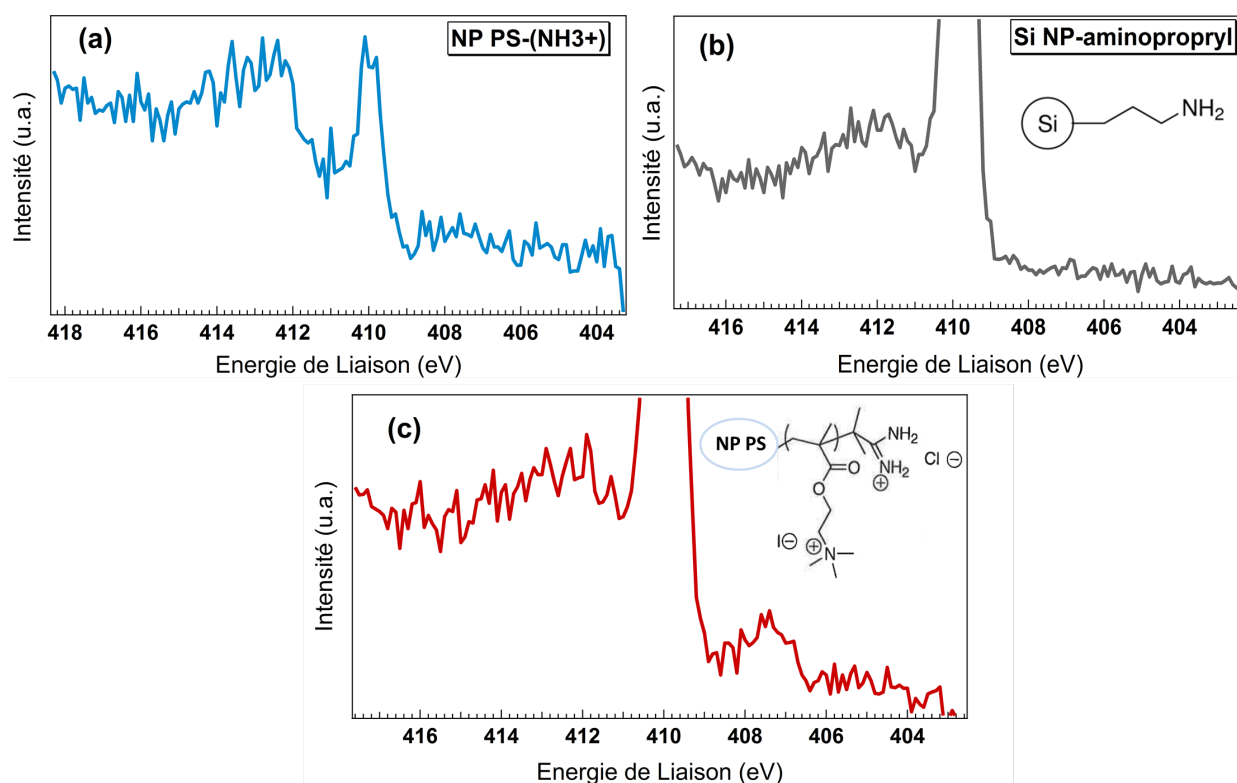 (a)
NP PS-(NH3+)
Intensité (u.a.)
418 416 414 412 410 408 406 404
Energie de Liaison (eV)
(b)
Si NP-aminopropryl
Si
NH2
Intensité (u.a.)
416 414 412 410 408 406 404
Energie de Liaison (eV)
(c)
NP PS
NH2
NH2
⊕
Cl ⊖
O
O
I⊖
⊕
N
Intensité (u.a.)
416 414 412 410 408 406 404
Energie de Liaison (eV)